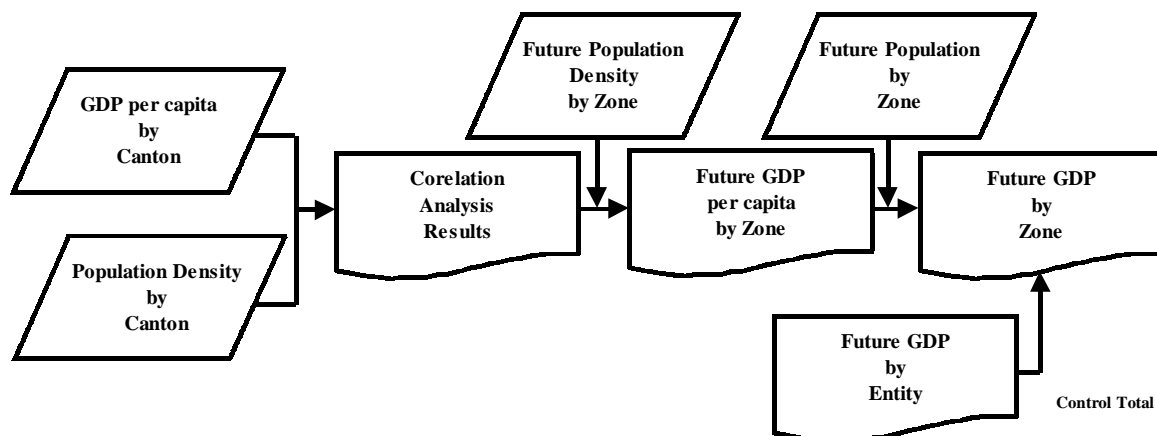 GDP per capita
by
Canton
Population Density
by
Canton
Corelation
Analysis
Results
Future Population
Density
by Zone
Future GDP
per capita
by Zone
Future Population
by
Zone
Future GDP
by
Zone
Future GDP
by
Entity
Control Total